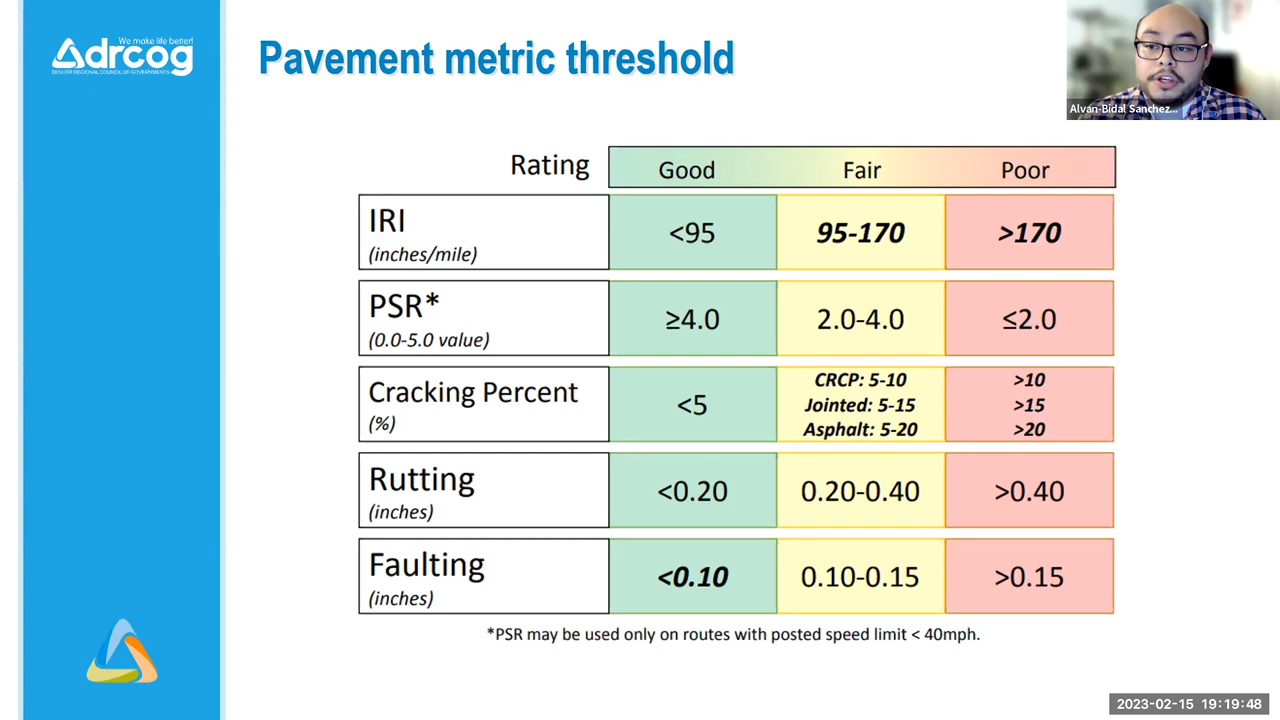 We make life better!
drcog
DENVER REGIONAL COUNCIL OF GOVERNMENTS
Pavement metric threshold
Alvan-Bidal Sanchez...
Rating Good Fair Poor
IRI
(inches/mile)
<95 95-170 >170
PSR*
(0.0-5.0 value)
≥4.0 2.0-4.0 ≤2.0
Cracking Percent
(%)
<5
CRCP: 5-10 >10
Jointed: 5-15 >15
Asphalt: 5-20 >20
Rutting
(inches)
<0.20 0.20-0.40 >0.40
Faulting
(inches)
<0.10 0.10-0.15 >0.15
*PSR may be used only on routes with posted speed limit < 40mph.
2023-02-15 19:19:48